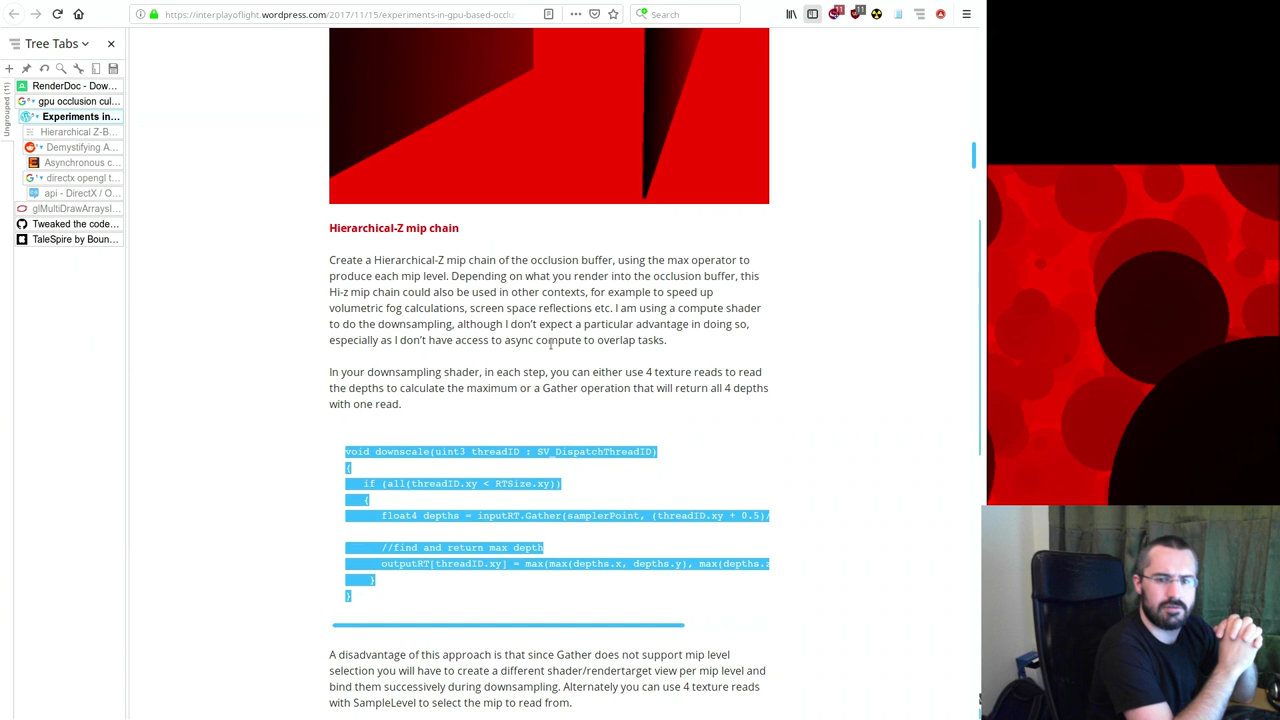 https://interplayoflight.wordpress.com/2017/11/15/experiments-in-gpu-based-occlu
Search
11
11
Tree Tabs
Ungrouped (11)
RenderDoc - Dow...
gpu occlusion cul...
Experiments in...
Hierarchical Z-B...
Demystifying A...
Asynchronous c...
directx opengl t...
api - DirectX / O...
glMultiDrawArraysI...
Tweaked the code...
TaleSpire by Boun...
Hierarchical-Z mip chain
Create a Hierarchical-Z mip chain of the occlusion buffer, using the max operator to
produce each mip level. Depending on what you render into the occlusion buffer, this
Hi-z mip chain could also be used in other contexts, for example to speed up
volumetric fog calculations, screen space reflections etc. I am using a compute shader
to do the downsampling, although I don't expect a particular advantage in doing so,
especially as I don't have access to async compute to overlap tasks.
In your downsampling shader, in each step, you can either use 4 texture reads to read
the depths to calculate the maximum or a Gather operation that will return all 4 depths
with one read.
void downscale(uint3 threadID : SV_DispatchThreadID)
{
if (all(threadID.xy < RTSize.xy))
{
float4 depths = inputRT.Gather(samplerPoint, (threadID.xy + 0.5)/
//find and return max depth
outputRT[threadID.xy] = max(max(depths.x, depths.y), max(depths.z
}
}
A disadvantage of this approach is that since Gather does not support mip level
selection you will have to create a different shader/rendertarget view per mip level and
bind them successively during downsampling. Alternately you can use 4 texture reads
with SampleLevel to select the mip to read from.